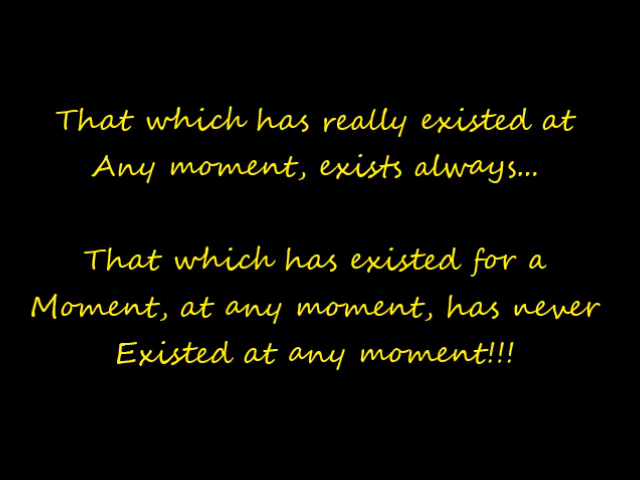 That which has really existed at
Any moment, exists always...
That which has existed for a
Moment, at any moment, has never
Existed at any moment!!!